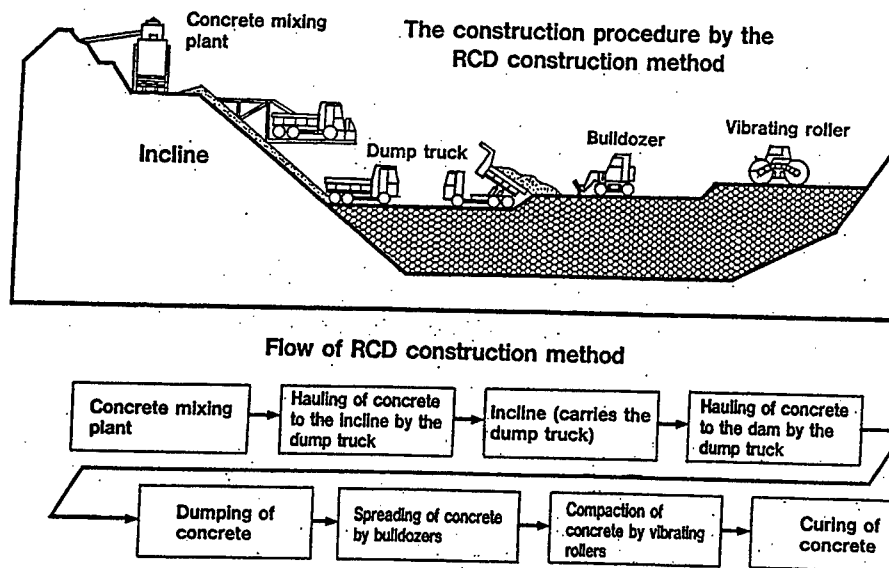 Concrete mixing
plant
The construction procedure by the
RCD construction method
Incline
Dump truck
Bulldozer
Vibrating roller
Flow of RCD construction method
Concrete mixing
plant
Hauling of concrete
to the incline by the
dump truck
Incline (carries the
dump truck)
Hauling of concrete
to the dam by the
dump truck
Dumping of
concrete
Spreading of concrete
by bulldozers
Compaction of
concrete by vibrating
rollers
Curing of
concrete